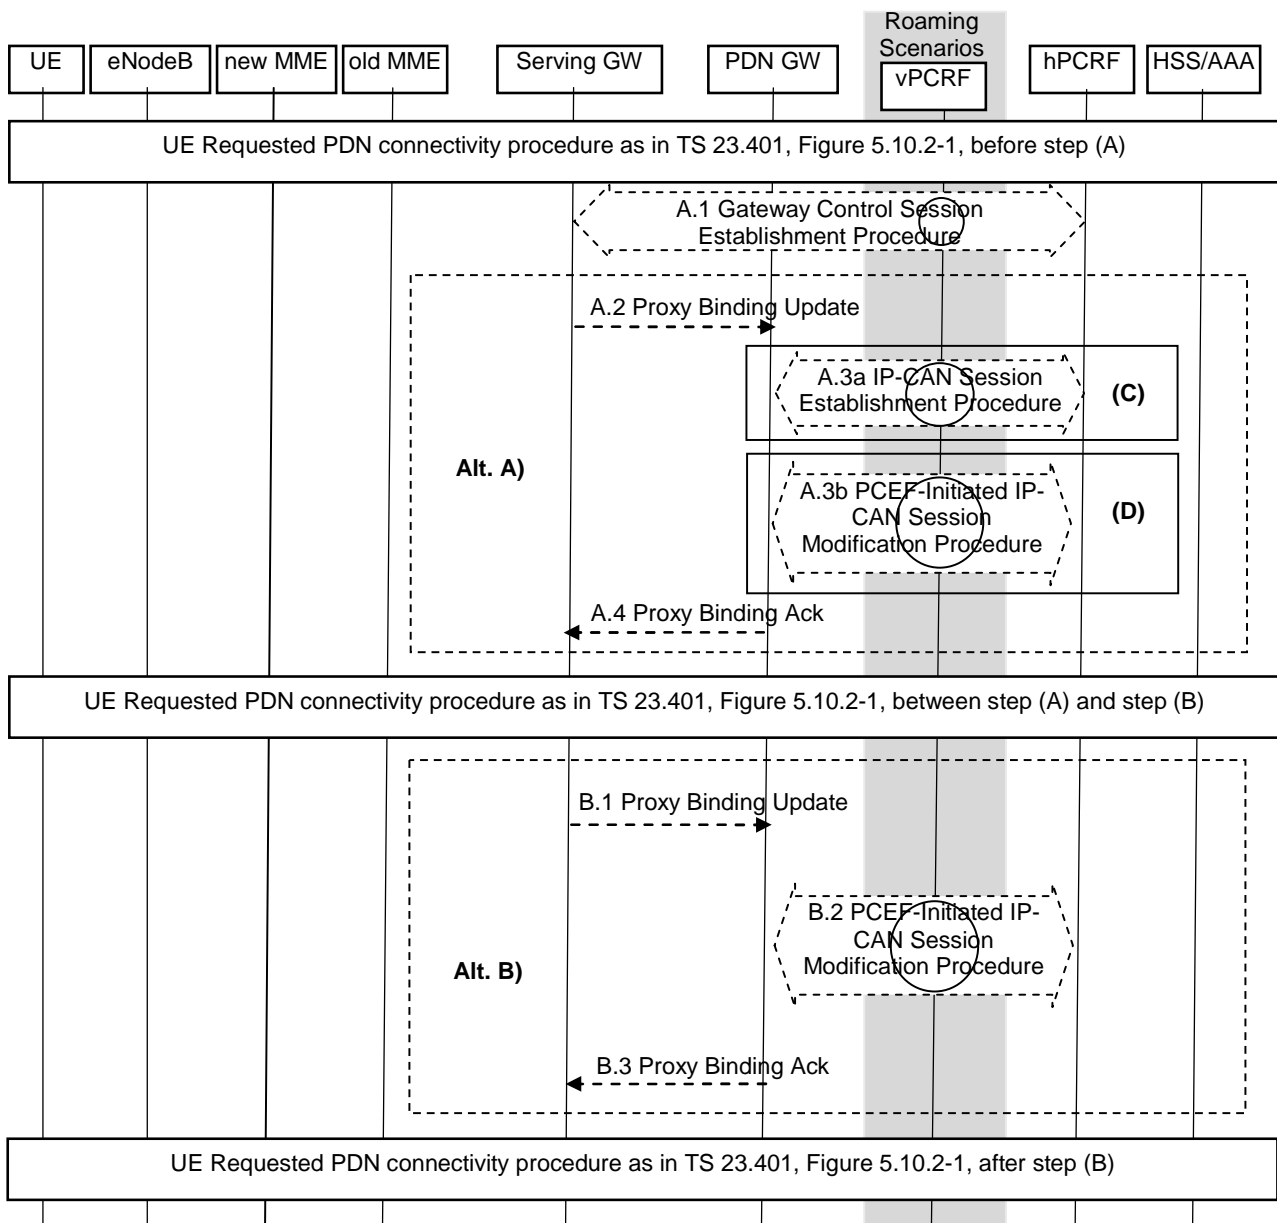 Roaming
Scenarios
UE
eNodeB
new MME
old MME
Serving GW
PDN GW
vPCRF
hPCRF
HSS/AAA
UE Requested PDN connectivity procedure as in TS 23.401, Figure 5.10.2-1, before step (A)
A.1 Gateway Control Session
Establishment Procedure
A.2 Proxy Binding Update
A.3a IP-CAN Session
Establishment Procedure
(C)
Alt. A)
A.3b PCEF-Initiated IP-
CAN Session
Modification Procedure
(D)
A.4 Proxy Binding Ack
UE Requested PDN connectivity procedure as in TS 23.401, Figure 5.10.2-1, between step (A) and step (B)
B.1 Proxy Binding Update
B.2 PCEF-Initiated IP-
CAN Session
Modification Procedure
Alt. B)
B.3 Proxy Binding Ack
UE Requested PDN connectivity procedure as in TS 23.401, Figure 5.10.2-1, after step (B)